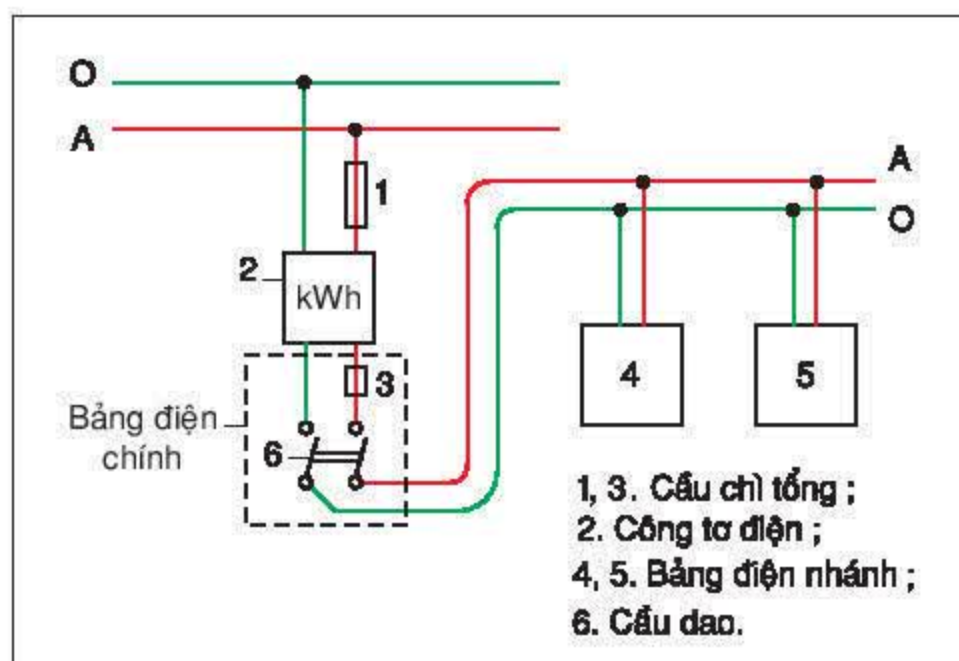 O
A
1
2
kWh
3
Bảng điện
chính
6
A
O
4
5
1, 3. Cầu chì tổng ;
2. Công tơ điện ;
4, 5. Bảng điện nhánh ;
6. Cầu dao.